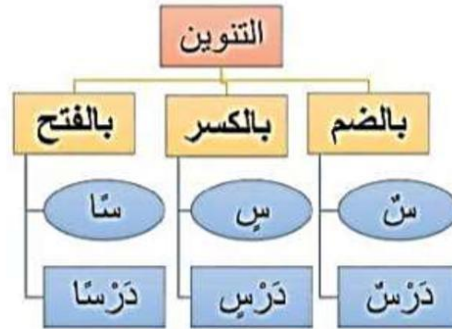 التنوين
بالضم بالكسر بالفتح
سٌ سٍ سًا
دَرْسٌ دَرْسٍ دَرْسًا